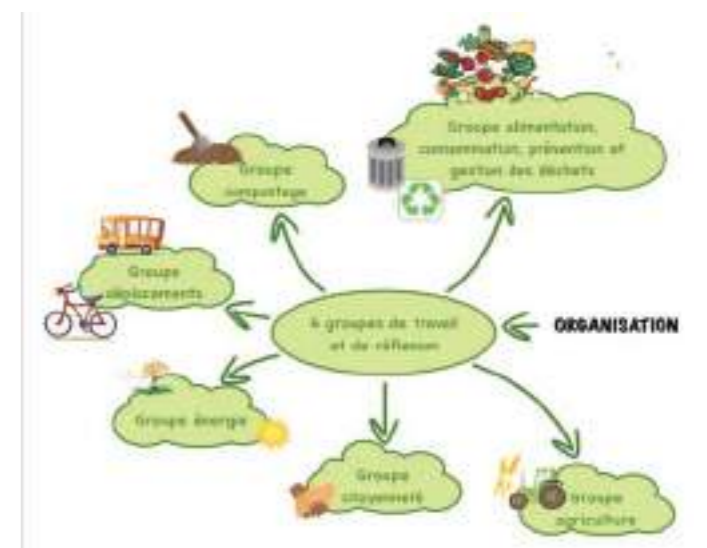 Groupe alimentation,
consommation, prévention et
gestion des déchets
Groupe
compostage
Groupe
déplacements
6 groupes de travail
et de réflexion
ORGANISATION
Groupe énergie
Groupe
citoyenneté
Groupe
agriculture